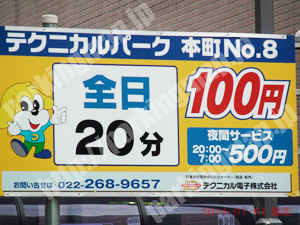 テクニカルパーク 本町No.8
全日
20分
100円
夜間サービス
20:00~
7:00
500円
お問い合せは・022-268-9657
テクニカル電子株式会社